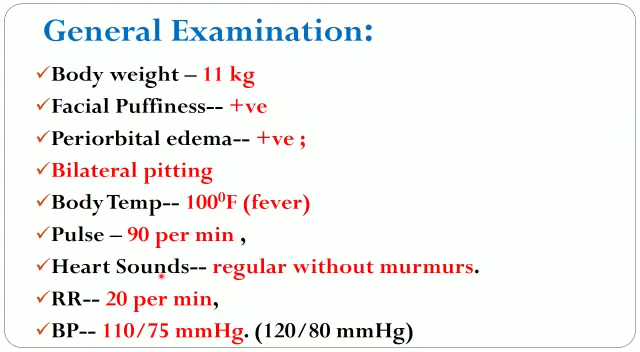 General Examination:
✓Body weight – 11 kg
✓Facial Puffiness-- +ve
✓Periorbital edema-- +ve ;
✓Bilateral pitting
✓Body Temp-- 100⁰F (fever)
✓Pulse – 90 per min ,
✓Heart Sounds-- regular without murmurs.
✓RR-- 20 per min,
✓BP-- 110/75 mmHg. (120/80 mmHg)